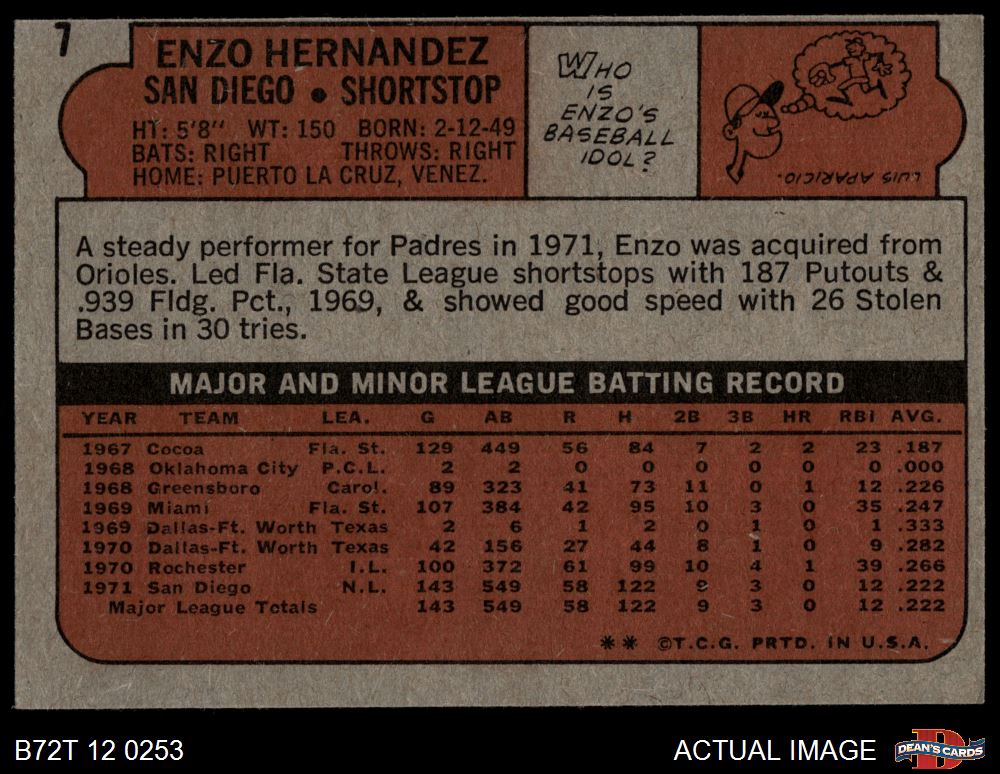 7
ENZO HERNANDEZ
SAN DIEGO • SHORTSTOP
HT: 5'8" WT: 150 BORN: 2-12-49
BATS: RIGHT THROWS: RIGHT
HOME: PUERTO LA CRUZ, VENEZ.
WHO
IS
ENZO'S
BASEBALL
IDOL?
LUIS APARICIO.
A steady performer for Padres in 1971, Enzo was acquired from
Orioles. Led Fla. State League shortstops with 187 Putouts &
.939 Fldg. Pct., 1969, & showed good speed with 26 Stolen
Bases in 30 tries.
MAJOR AND MINOR LEAGUE BATTING RECORD
YEAR TEAM LEA. G AB R H 2B 3B HR RBI AVG.
1967 Cocoa Fla. St. 129 449 56 84 7 2 2 23 .187
1968 Oklahoma City P.C.L. 2 2 0 0 0 0 0 0 .000
1968 Greensboro Carol. 89 323 41 73 11 0 1 12 .226
1969 Miami Fla. St. 107 384 42 95 10 3 0 35 .247
1969 Dallas-Ft. Worth Texas 2 6 1 2 0 1 0 1 .333
1970 Dallas-Ft. Worth Texas 42 156 27 44 8 1 0 9 .282
1970 Rochester I.L. 100 372 61 99 10 4 1 39 .266
1971 San Diego N.L. 143 549 58 122 9 3 0 12 .222
Major League Totals 143 549 58 122 9 3 0 12 .222
** ©T.C.G. PRTD. IN U.S.A.
B72T 12 0253
ACTUAL IMAGE
DEAN'S CARDS